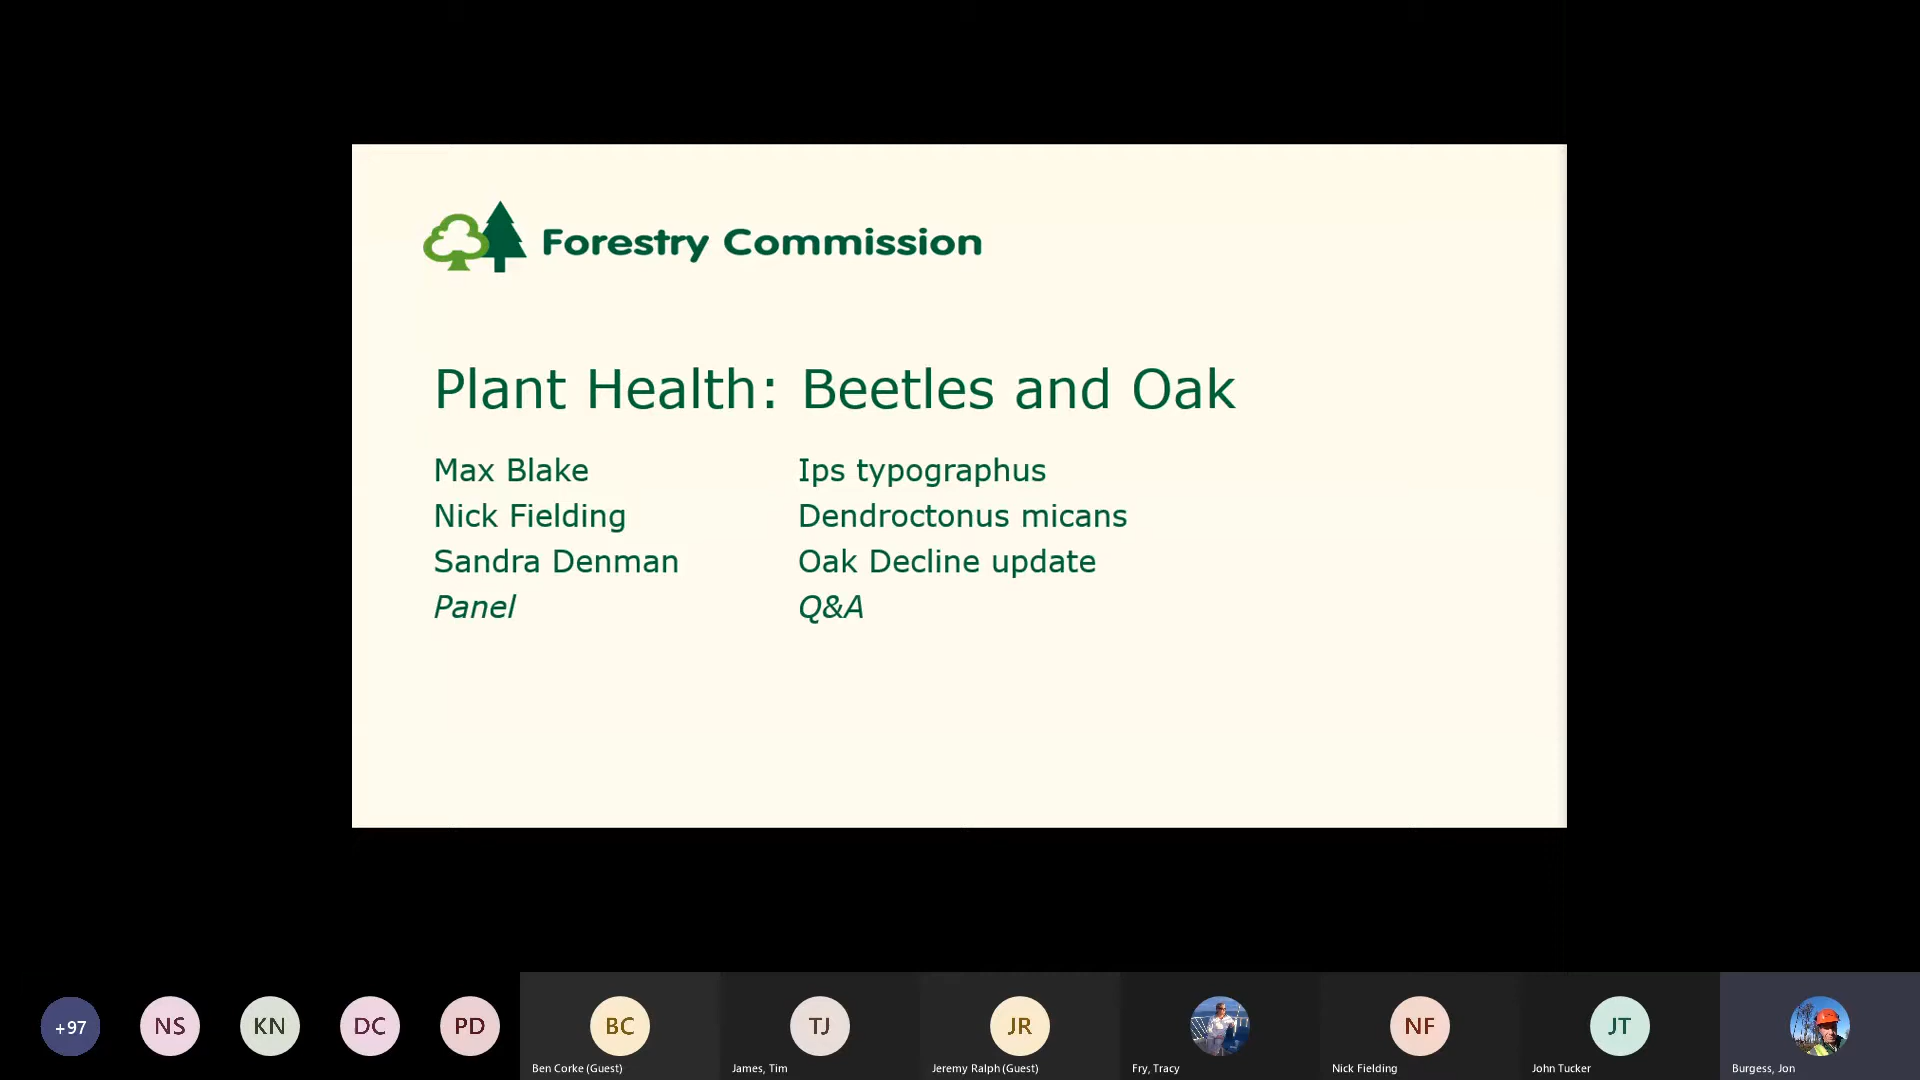 Forestry Commission
Plant Health: Beetles and Oak
Max Blake Ips typographus
Nick Fielding Dendroctonus micans
Sandra Denman Oak Decline update
Panel Q&A
+97 NS KN DC PD BC TJ JR NF JT
Ben Corke (Guest) James, Tim Jeremy Ralph (Guest) Fry, Tracy Nick Fielding John Tucker Burgess, Jon